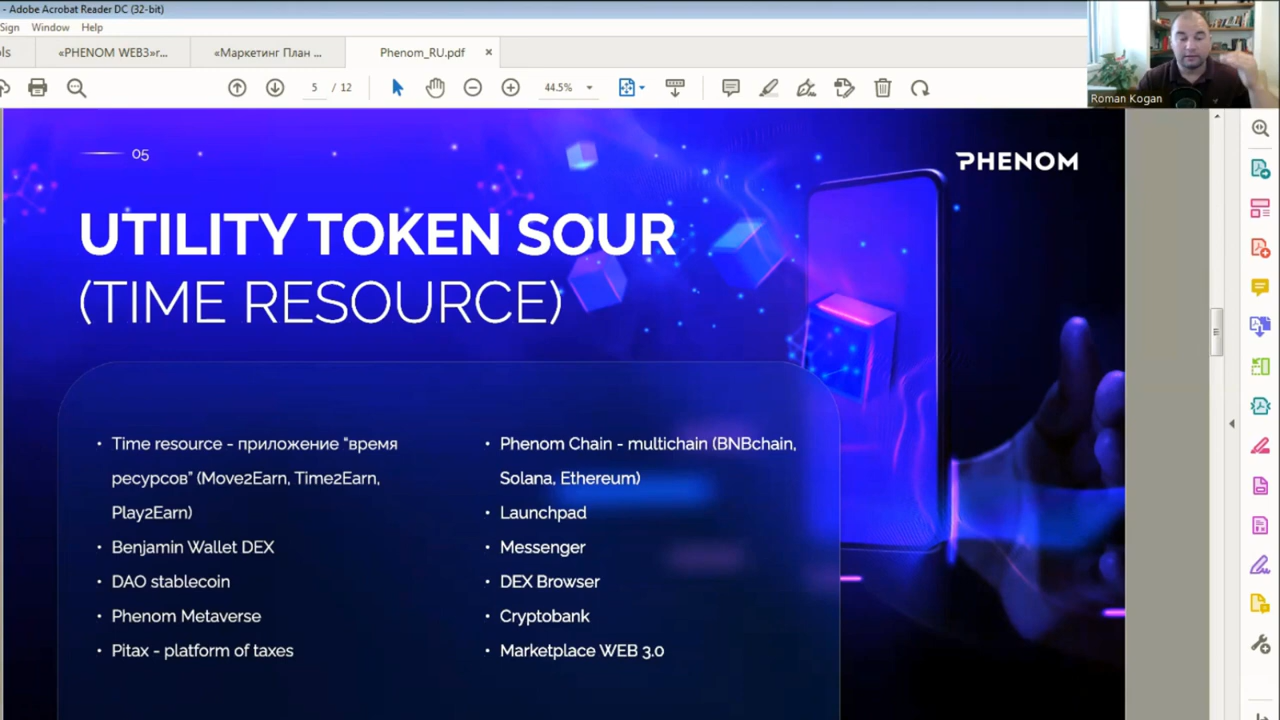 - Adobe Acrobat Reader DC (32-bit)
Sign Window Help
«PHENOM WEB3»r...
«Маркетинг План ...
Phenom_RU.pdf
5 / 12
44.5%
Roman Kogan
05
PHENOM
UTILITY TOKEN SOUR
(TIME RESOURCE)
• Time resource - приложение "время
ресурсов" (Move2Earn, Time2Earn,
Play2Earn)
• Benjamin Wallet DEX
• DAO stablecoin
• Phenom Metaverse
• Pitax - platform of taxes
• Phenom Chain - multichain (BNBchain,
Solana, Ethereum)
• Launchpad
• Messenger
• DEX Browser
• Cryptobank
• Marketplace WEB 3.0